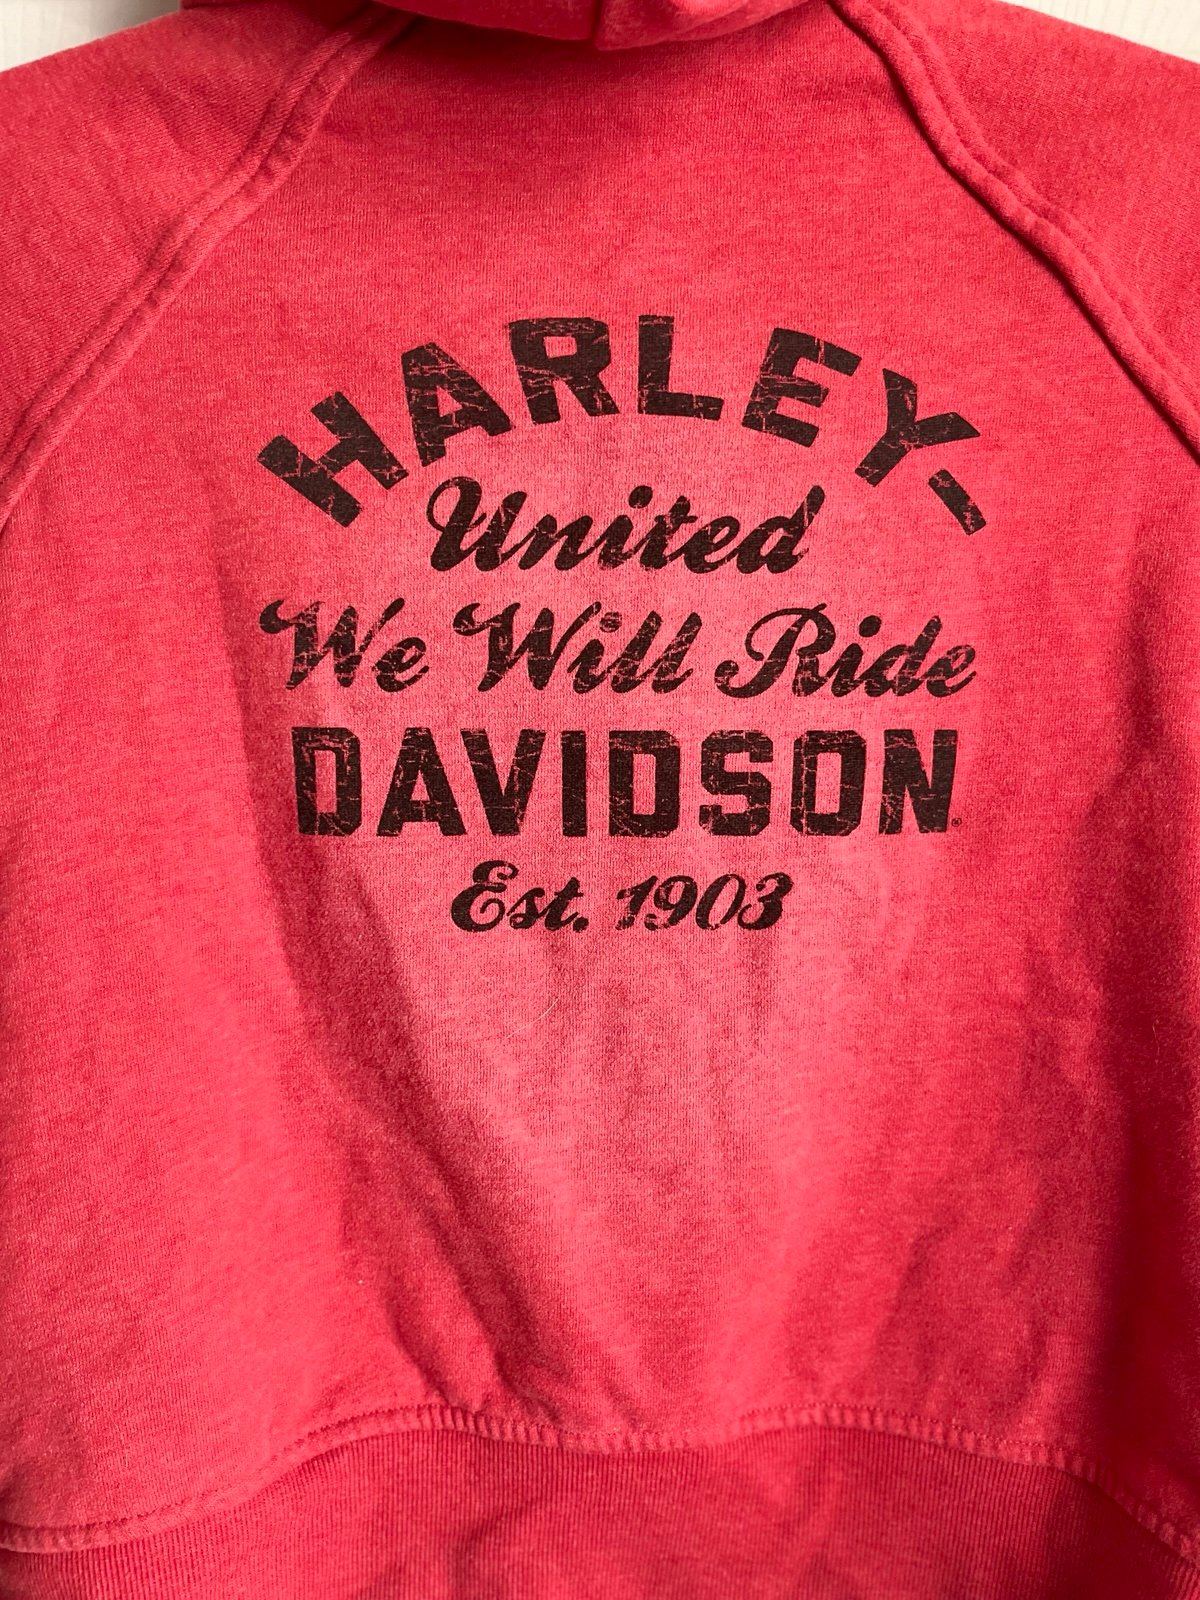 HARLEY-
United
We Will Ride
DAVIDSON®
Est. 1903